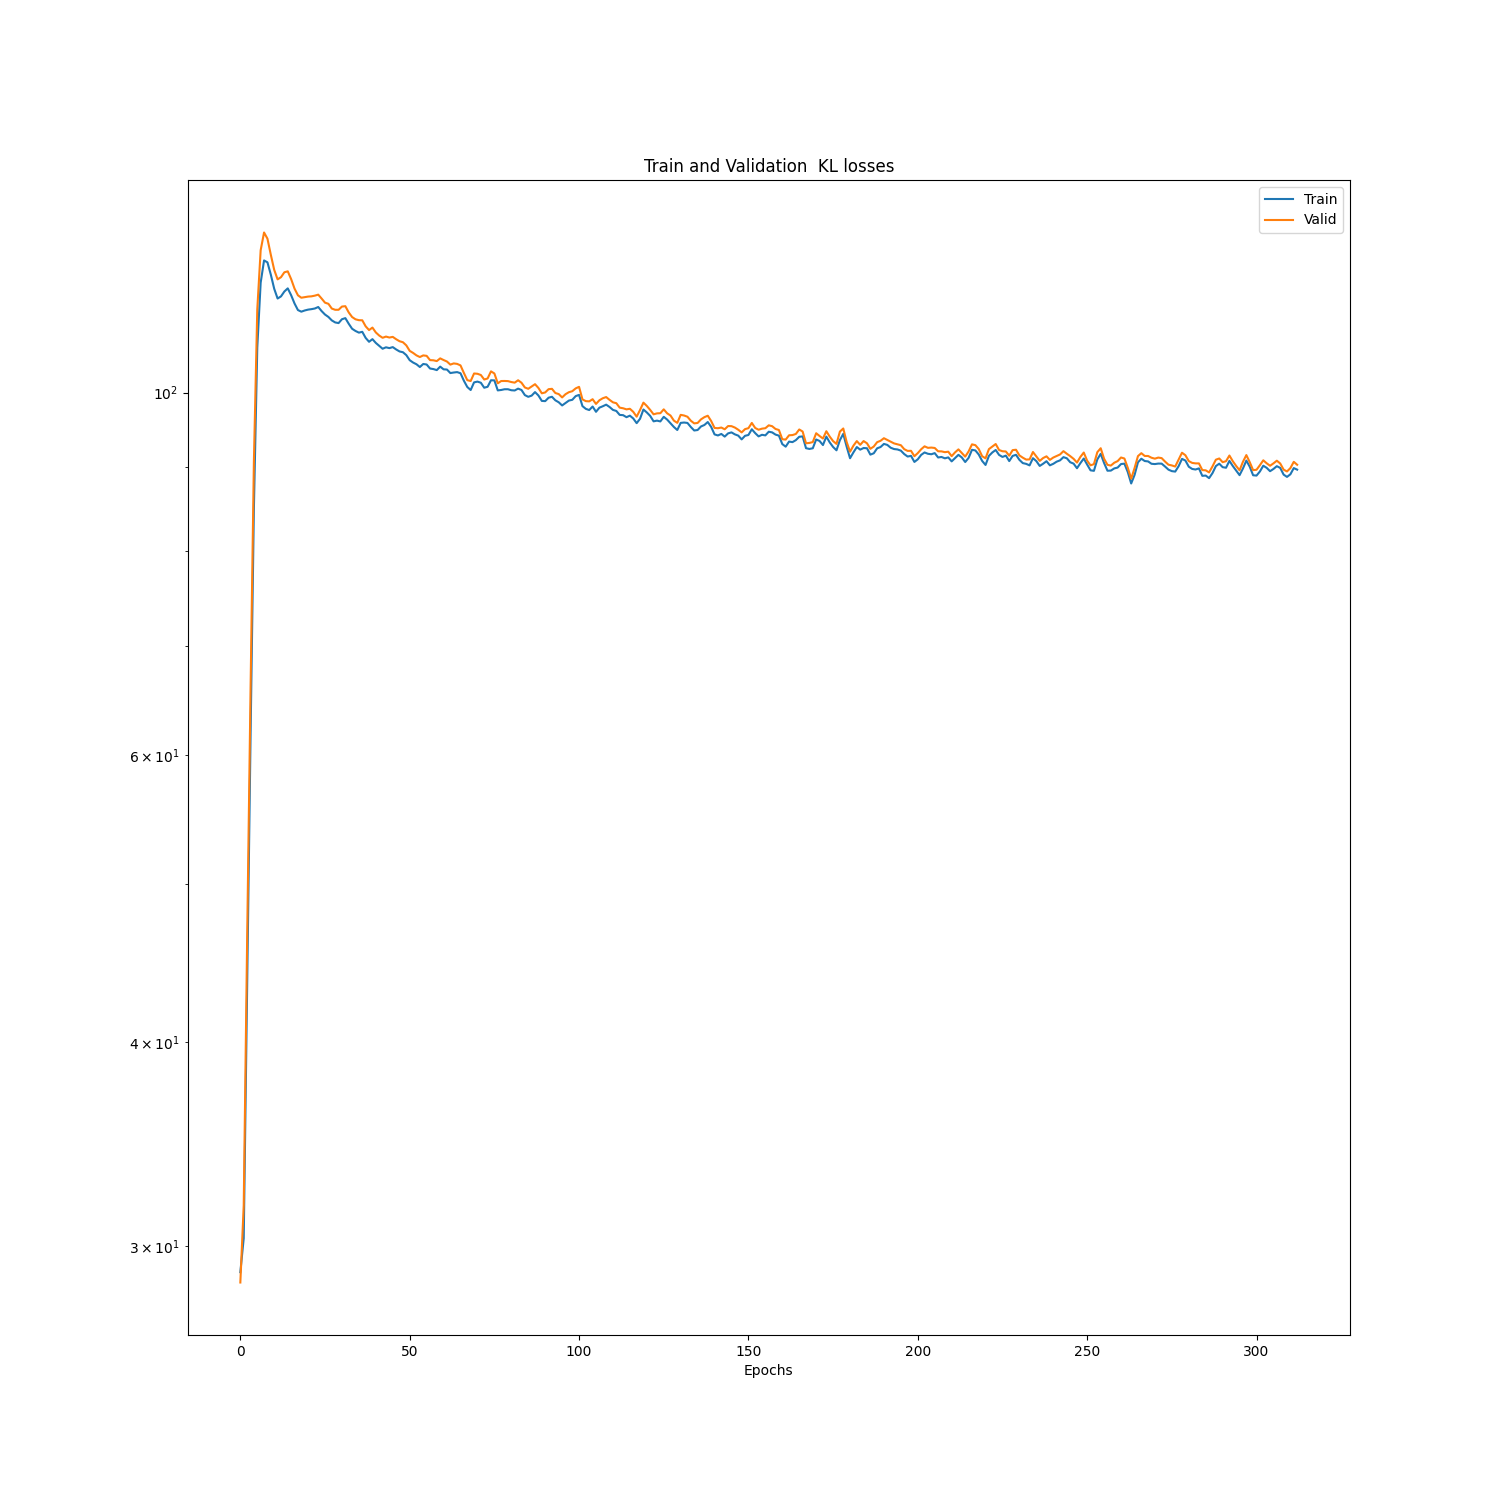 Train and Validation  KL losses
Train
Valid
10²
6 × 10¹
4 × 10¹
3 × 10¹
0 50 100 150 200 250 300
Epochs